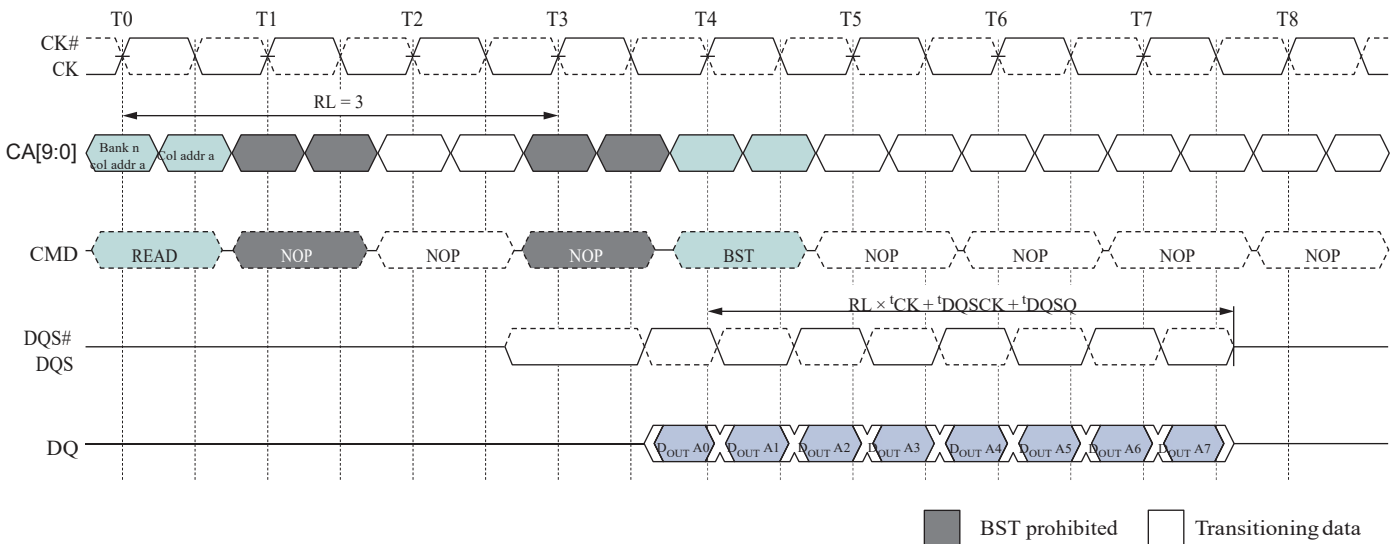 T0 T1 T2 T3 T4 T5 T6 T7 T8
CK#
CK
RL = 3
CA[9:0]
Bank n
col addr a
Col addr a
CMD READ NOP NOP NOP BST NOP NOP NOP NOP
RL × tCK + tDQSCK + tDQSQ
DQS#
DQS
DQ DOUT A0 DOUT A1 DOUT A2 DOUT A3 DOUT A4 DOUT A5 DOUT A6 DOUT A7
BST prohibited Transitioning data